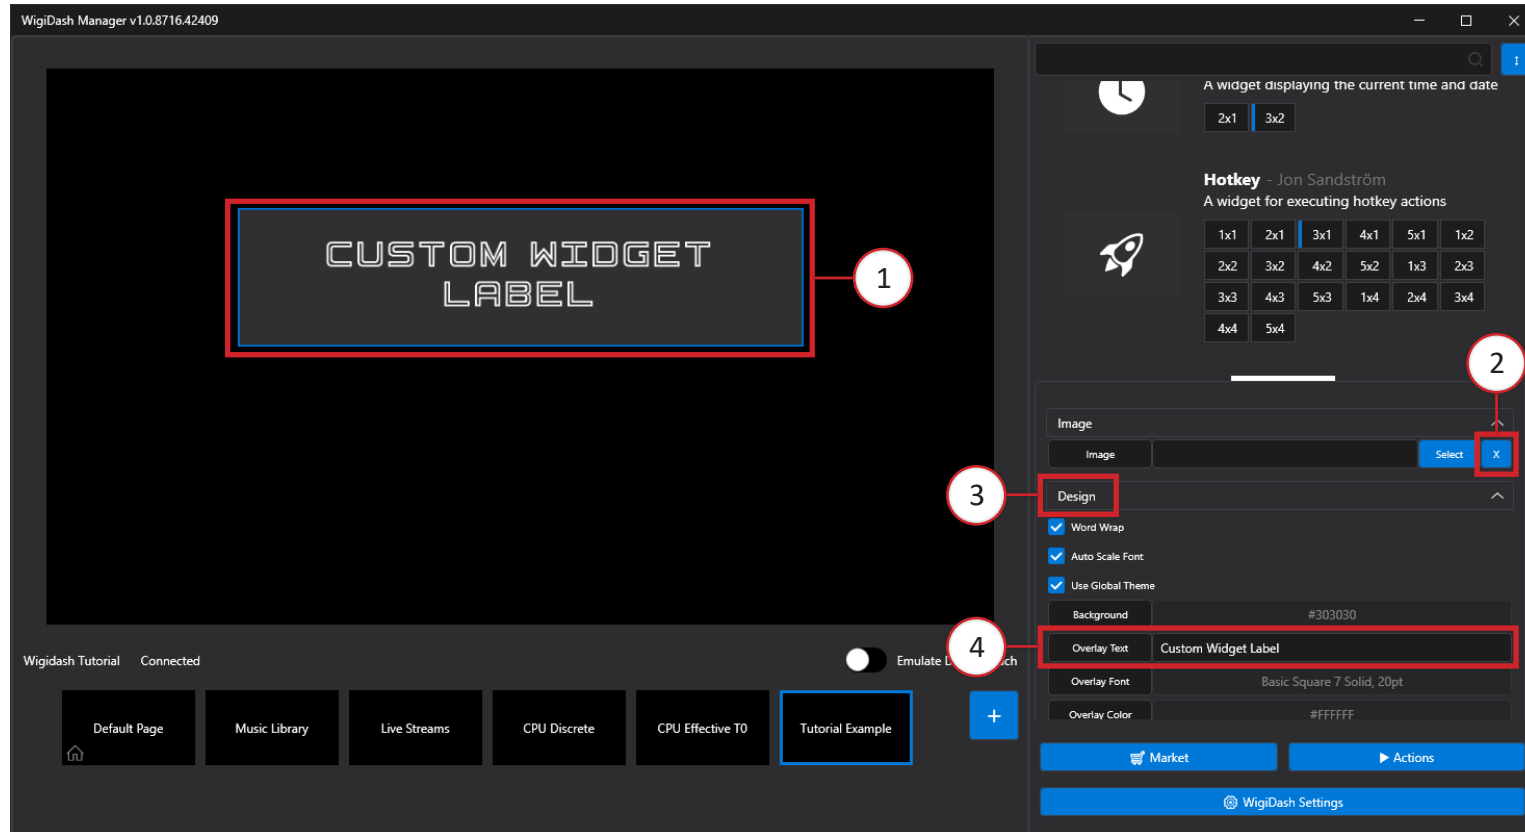 WigiDash Manager v1.0.8716.42409
A widget displaying the current time and date
2x1 3x2
Hotkey - Jon Sandström
A widget for executing hotkey actions
1x1 2x1 3x1 4x1 5x1 1x2
2x2 3x2 4x2 5x2 1x3 2x3
3x3 4x3 5x3 1x4 2x4 3x4
4x4 5x4
CUSTOM WIDGET
LABEL
1
2
Image
Image Select X
3
Design
Word Wrap
Auto Scale Font
Use Global Theme
Background #303030
4
Overlay Text Custom Widget Label
Overlay Font Basic Square 7 Solid, 20pt
Overlay Color #FFFFFF
Wigidash Tutorial Connected
Emulate
Default Page Music Library Live Streams CPU Discrete CPU Effective T0 Tutorial Example +
Market Actions
WigiDash Settings